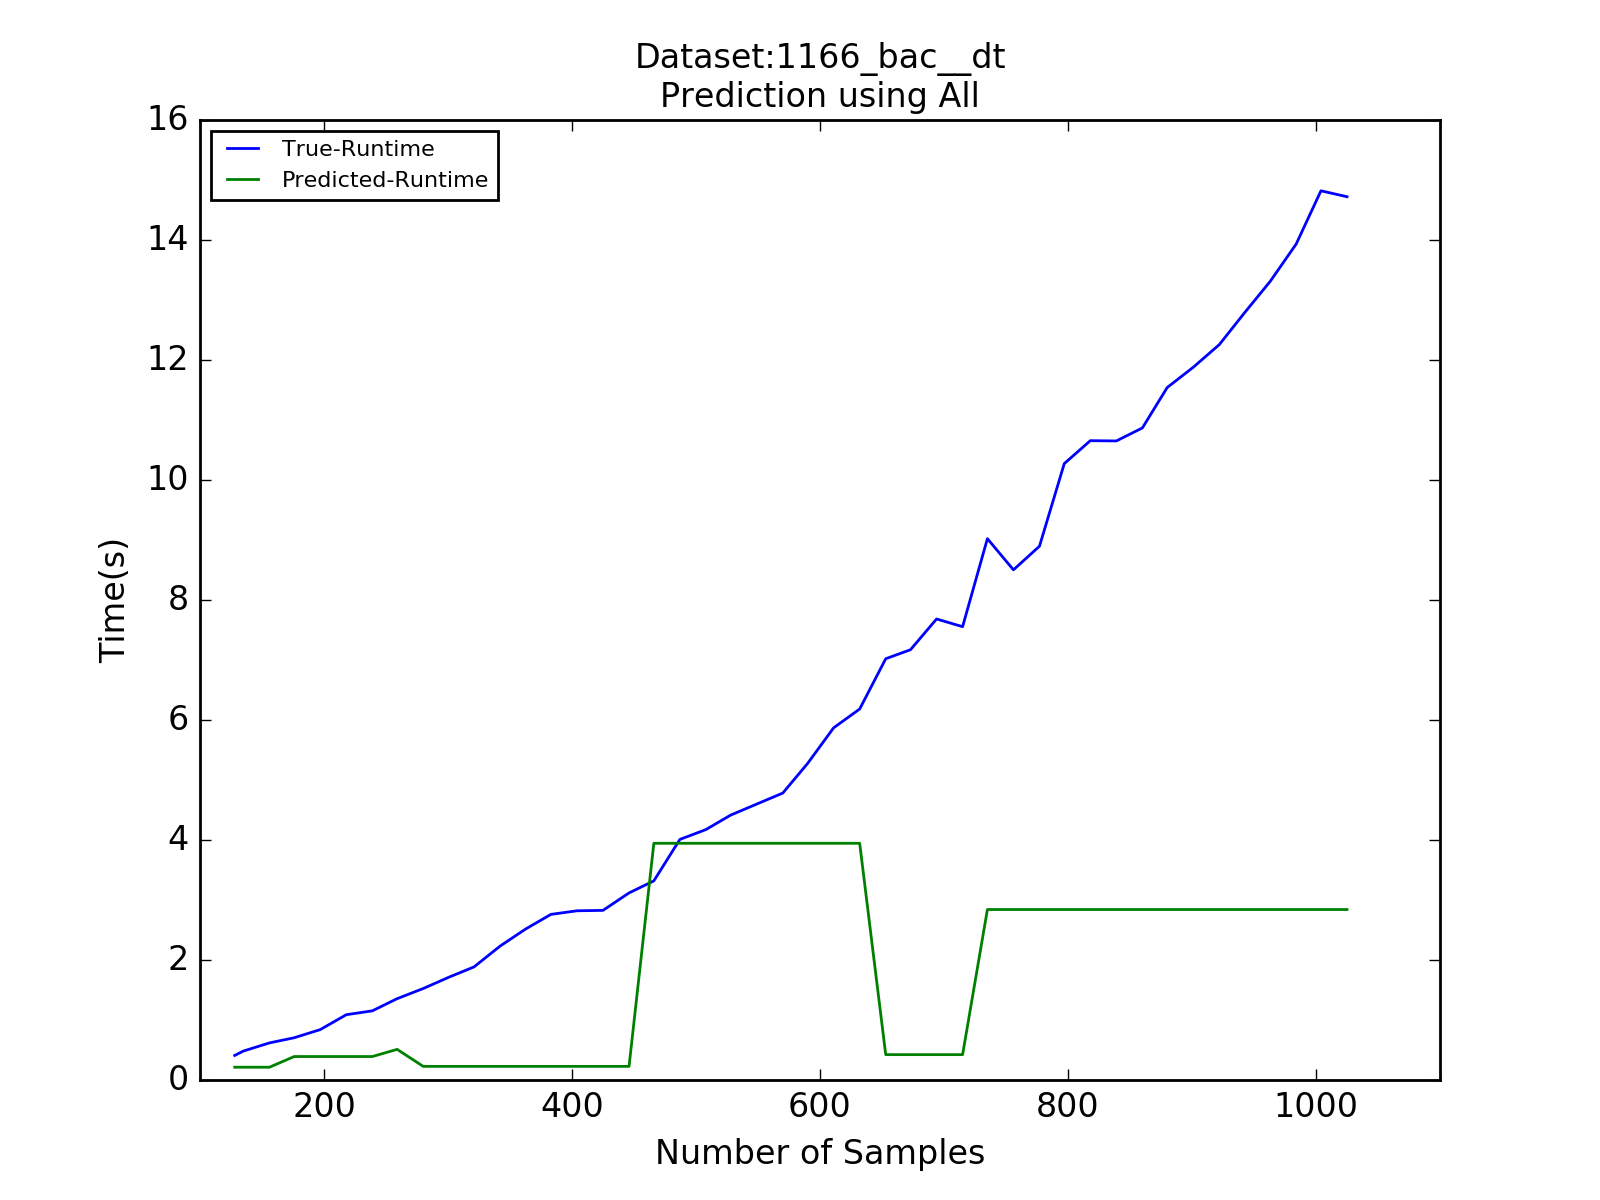 Dataset:1166_bac__dt
Prediction using All
16
14
12
10
8
6
4
2
0
True-Runtime
Predicted-Runtime
Time(s)
200 400 600 800 1000
Number of Samples